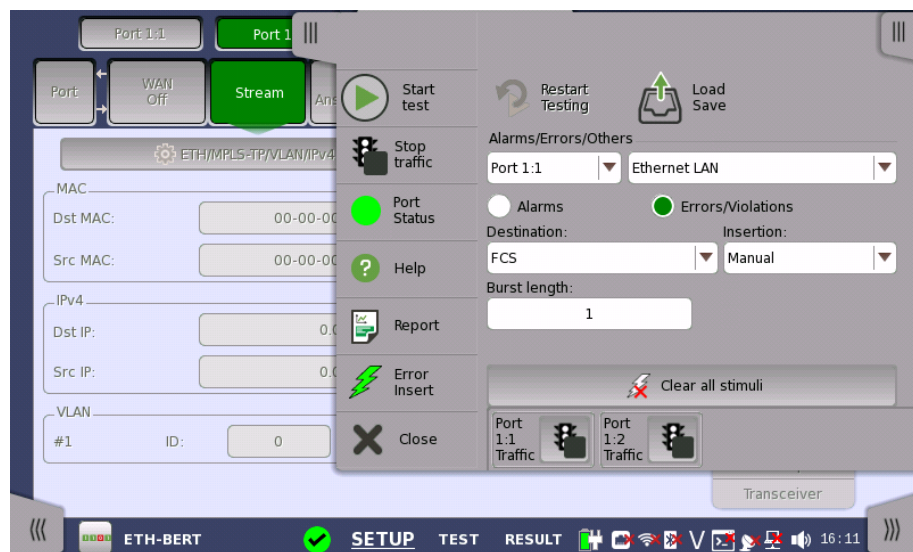 Port 1:1
Port 1
Port
WAN
Off
Stream
ETH/MPLS-TP/VLAN/IPv4
MAC
Dst MAC:
00-00-00
Src MAC:
00-00-00
IPv4
Dst IP:
0.0
Src IP:
0.0
VLAN
#1
ID:
0
Start
test
Stop
traffic
Port
Status
Help
Report
Error
Insert
Close
Restart
Testing
Load
Save
Alarms/Errors/Others
Port 1:1
Ethernet LAN
Alarms
Errors/Violations
Destination:
Insertion:
FCS
Manual
Burst length:
1
Clear all stimuli
Port
1:1
Traffic
Port
1:2
Traffic
Transceiver
ETH-BERT
SETUP
TEST
RESULT
16:11